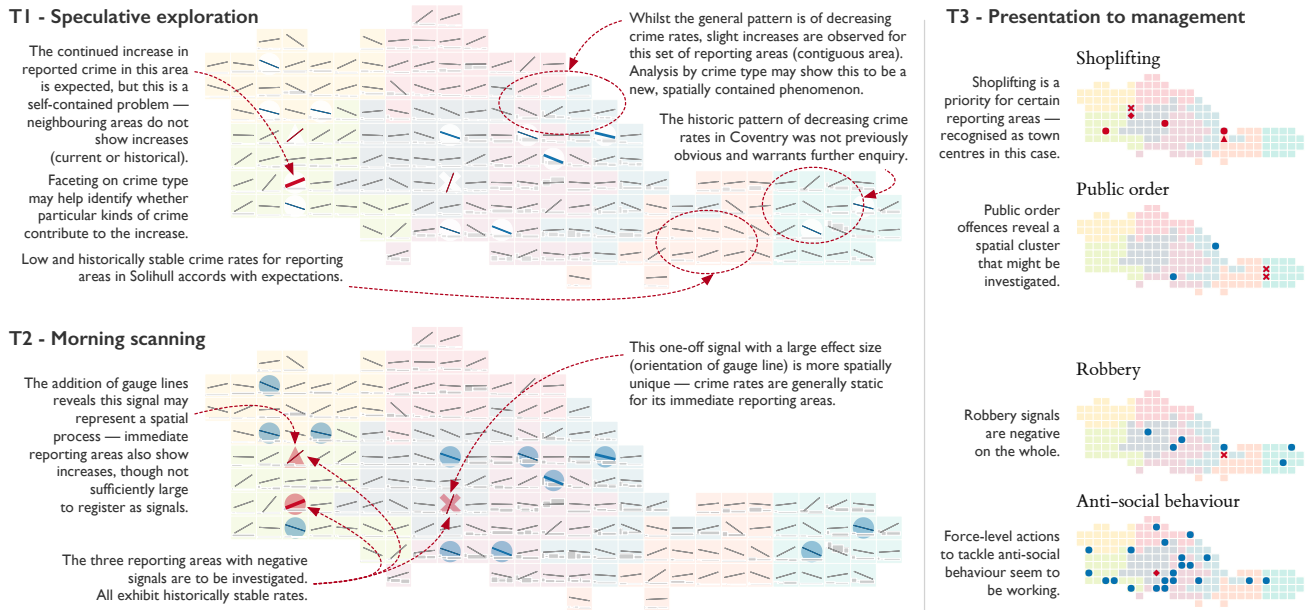 T1 - Speculative exploration
The continued increase in
reported crime in this area
is expected, but this is a
self-contained problem —
neighbouring areas do not
show increases
(current or historical).
Faceting on crime type
may help identify whether
particular kinds of crime
contribute to the increase.
Low and historically stable crime rates for reporting
areas in Solihull accords with expectations.
Whilst the general pattern is of decreasing
crime rates, slight increases are observed for
this set of reporting areas (contiguous area).
Analysis by crime type may show this to be a
new, spatially contained phenomenon.
The historic pattern of decreasing crime
rates in Coventry was not previously
obvious and warrants further enquiry.
T2 - Morning scanning
The addition of gauge lines
reveals this signal may
represent a spatial
process — immediate
reporting areas also show
increases, though not
sufficiently large
to register as signals.
The three reporting areas with negative
signals are to be investigated.
All exhibit historically stable rates.
This one-off signal with a large effect size
(orientation of gauge line) is more spatially
unique — crime rates are generally static
for its immediate reporting areas.
T3 - Presentation to management
Shoplifting
Shoplifting is a
priority for certain
reporting areas —
recognised as town
centres in this case.
Public order
Public order
offences reveal a
spatial cluster
that might be
investigated.
Robbery
Robbery signals
are negative
on the whole.
Anti-social behaviour
Force-level actions
to tackle anti-social
behaviour seem to
be working.